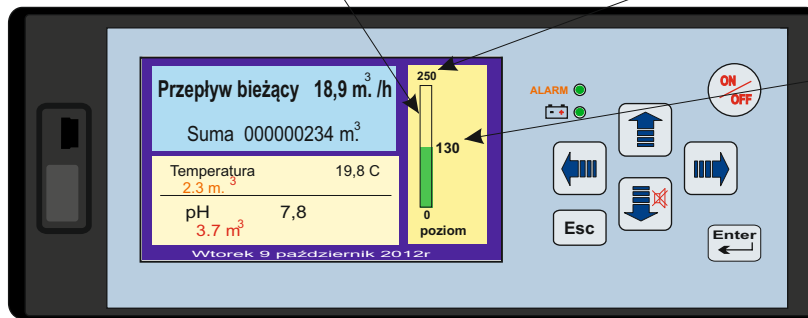 Przepływ bieżący 18,9 m.³ /h
Suma 000000234 m.³
Temperatura 19,8 C
2.3 m. ³
pH 7,8
3.7 m³
250
130
0
poziom
Wtorek 9 październik 2012r
ALARM
ON
OFF
Esc
Enter